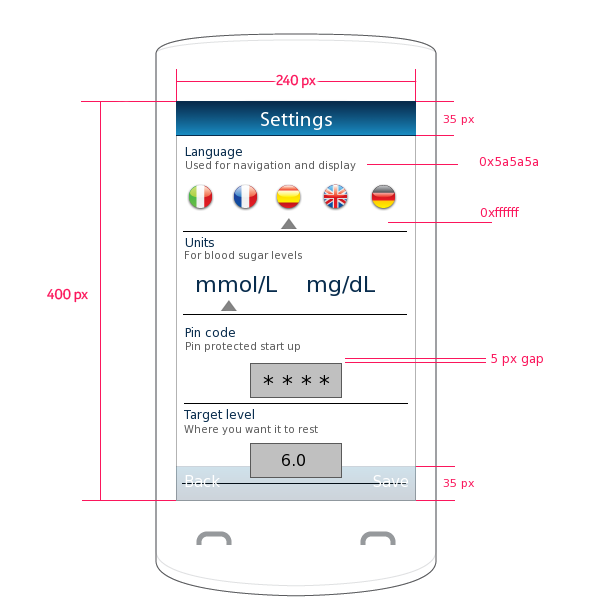 240 px
Settings
35 px
Language
Used for navigation and display
0x5a5a5a
0xffffff
Units
For blood sugar levels
mmol/L mg/dL
400 px
Pin code
Pin protected start up
5 px gap
* * * *
Target level
Where you want it to rest
6.0
Back Save
35 px